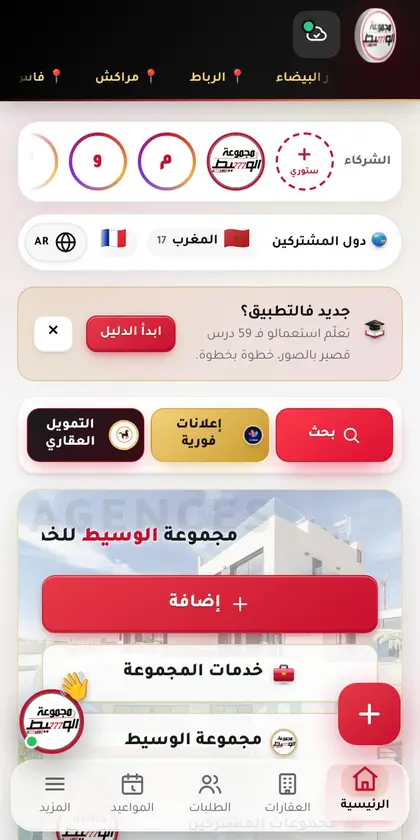 البيضاء
الرباط
مراكش
فاس
الشركاء
+
ستوري
مجموعة
الوسيط
م
و
دول المشتركين
المغرب 17
AR
جديد فالتطبيق؟
تعلّم استعمالو فـ 59 درس
قصير بالصور، خطوة بخطوة.
ابدأ الدليل
×
بحث
إعلانات
فورية
التمويل
العقاري
AGENCES
مجموعة الوسيط للخد
+ إضافة
خدمات المجموعة
مجموعة الوسيط
+
مجموعات المشتركين
الرئيسية
العقارات
الطلبات
المواعيد
المزيد